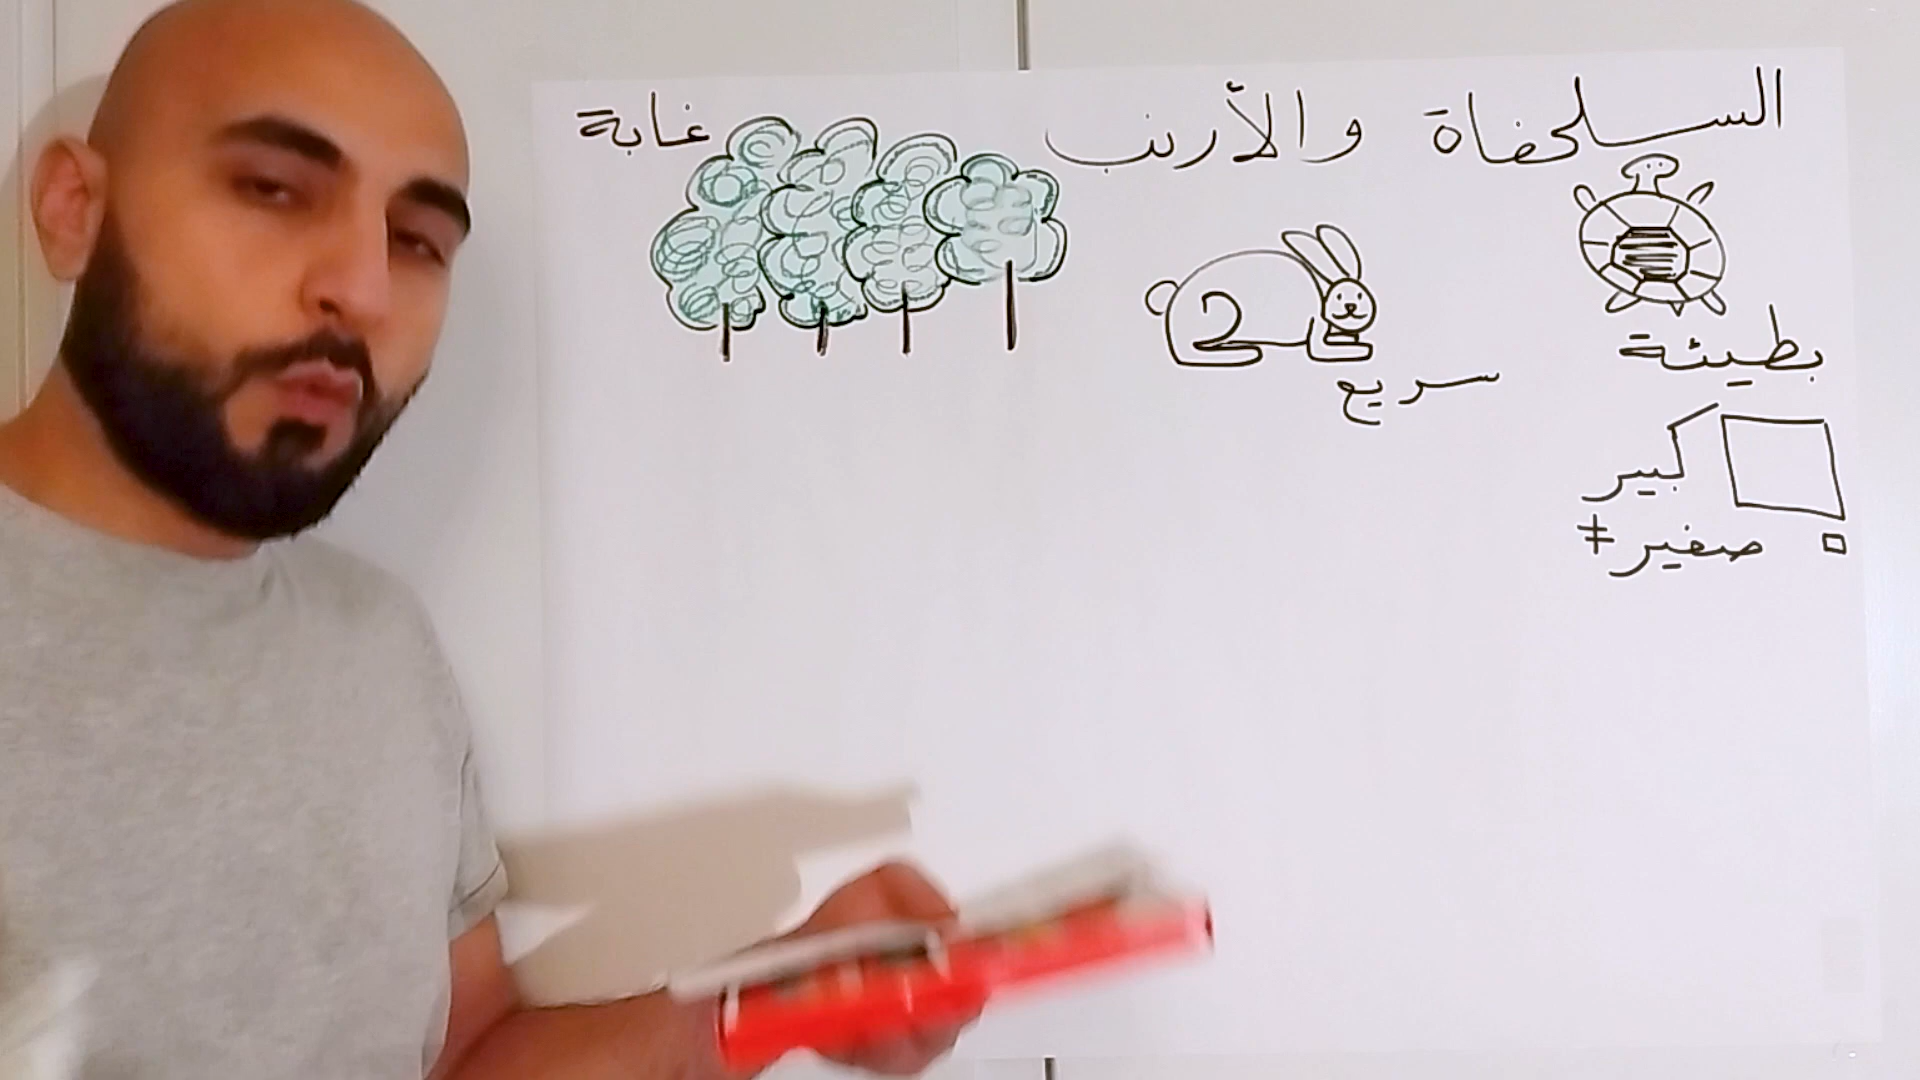 السلحفاة والأرنب
غابة
بطيئة
سريع
كبير
≠ صغير